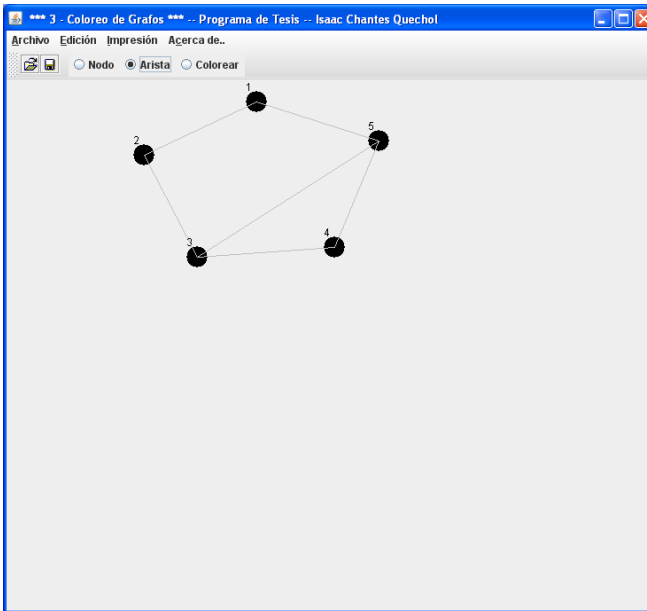 *** 3 - Coloreo de Grafos *** -- Programa de Tesis -- Isaac Chantes Quechol
Archivo Edición Impresión Acerca de..
Nodo Arista Colorear
1
5
2
4
3